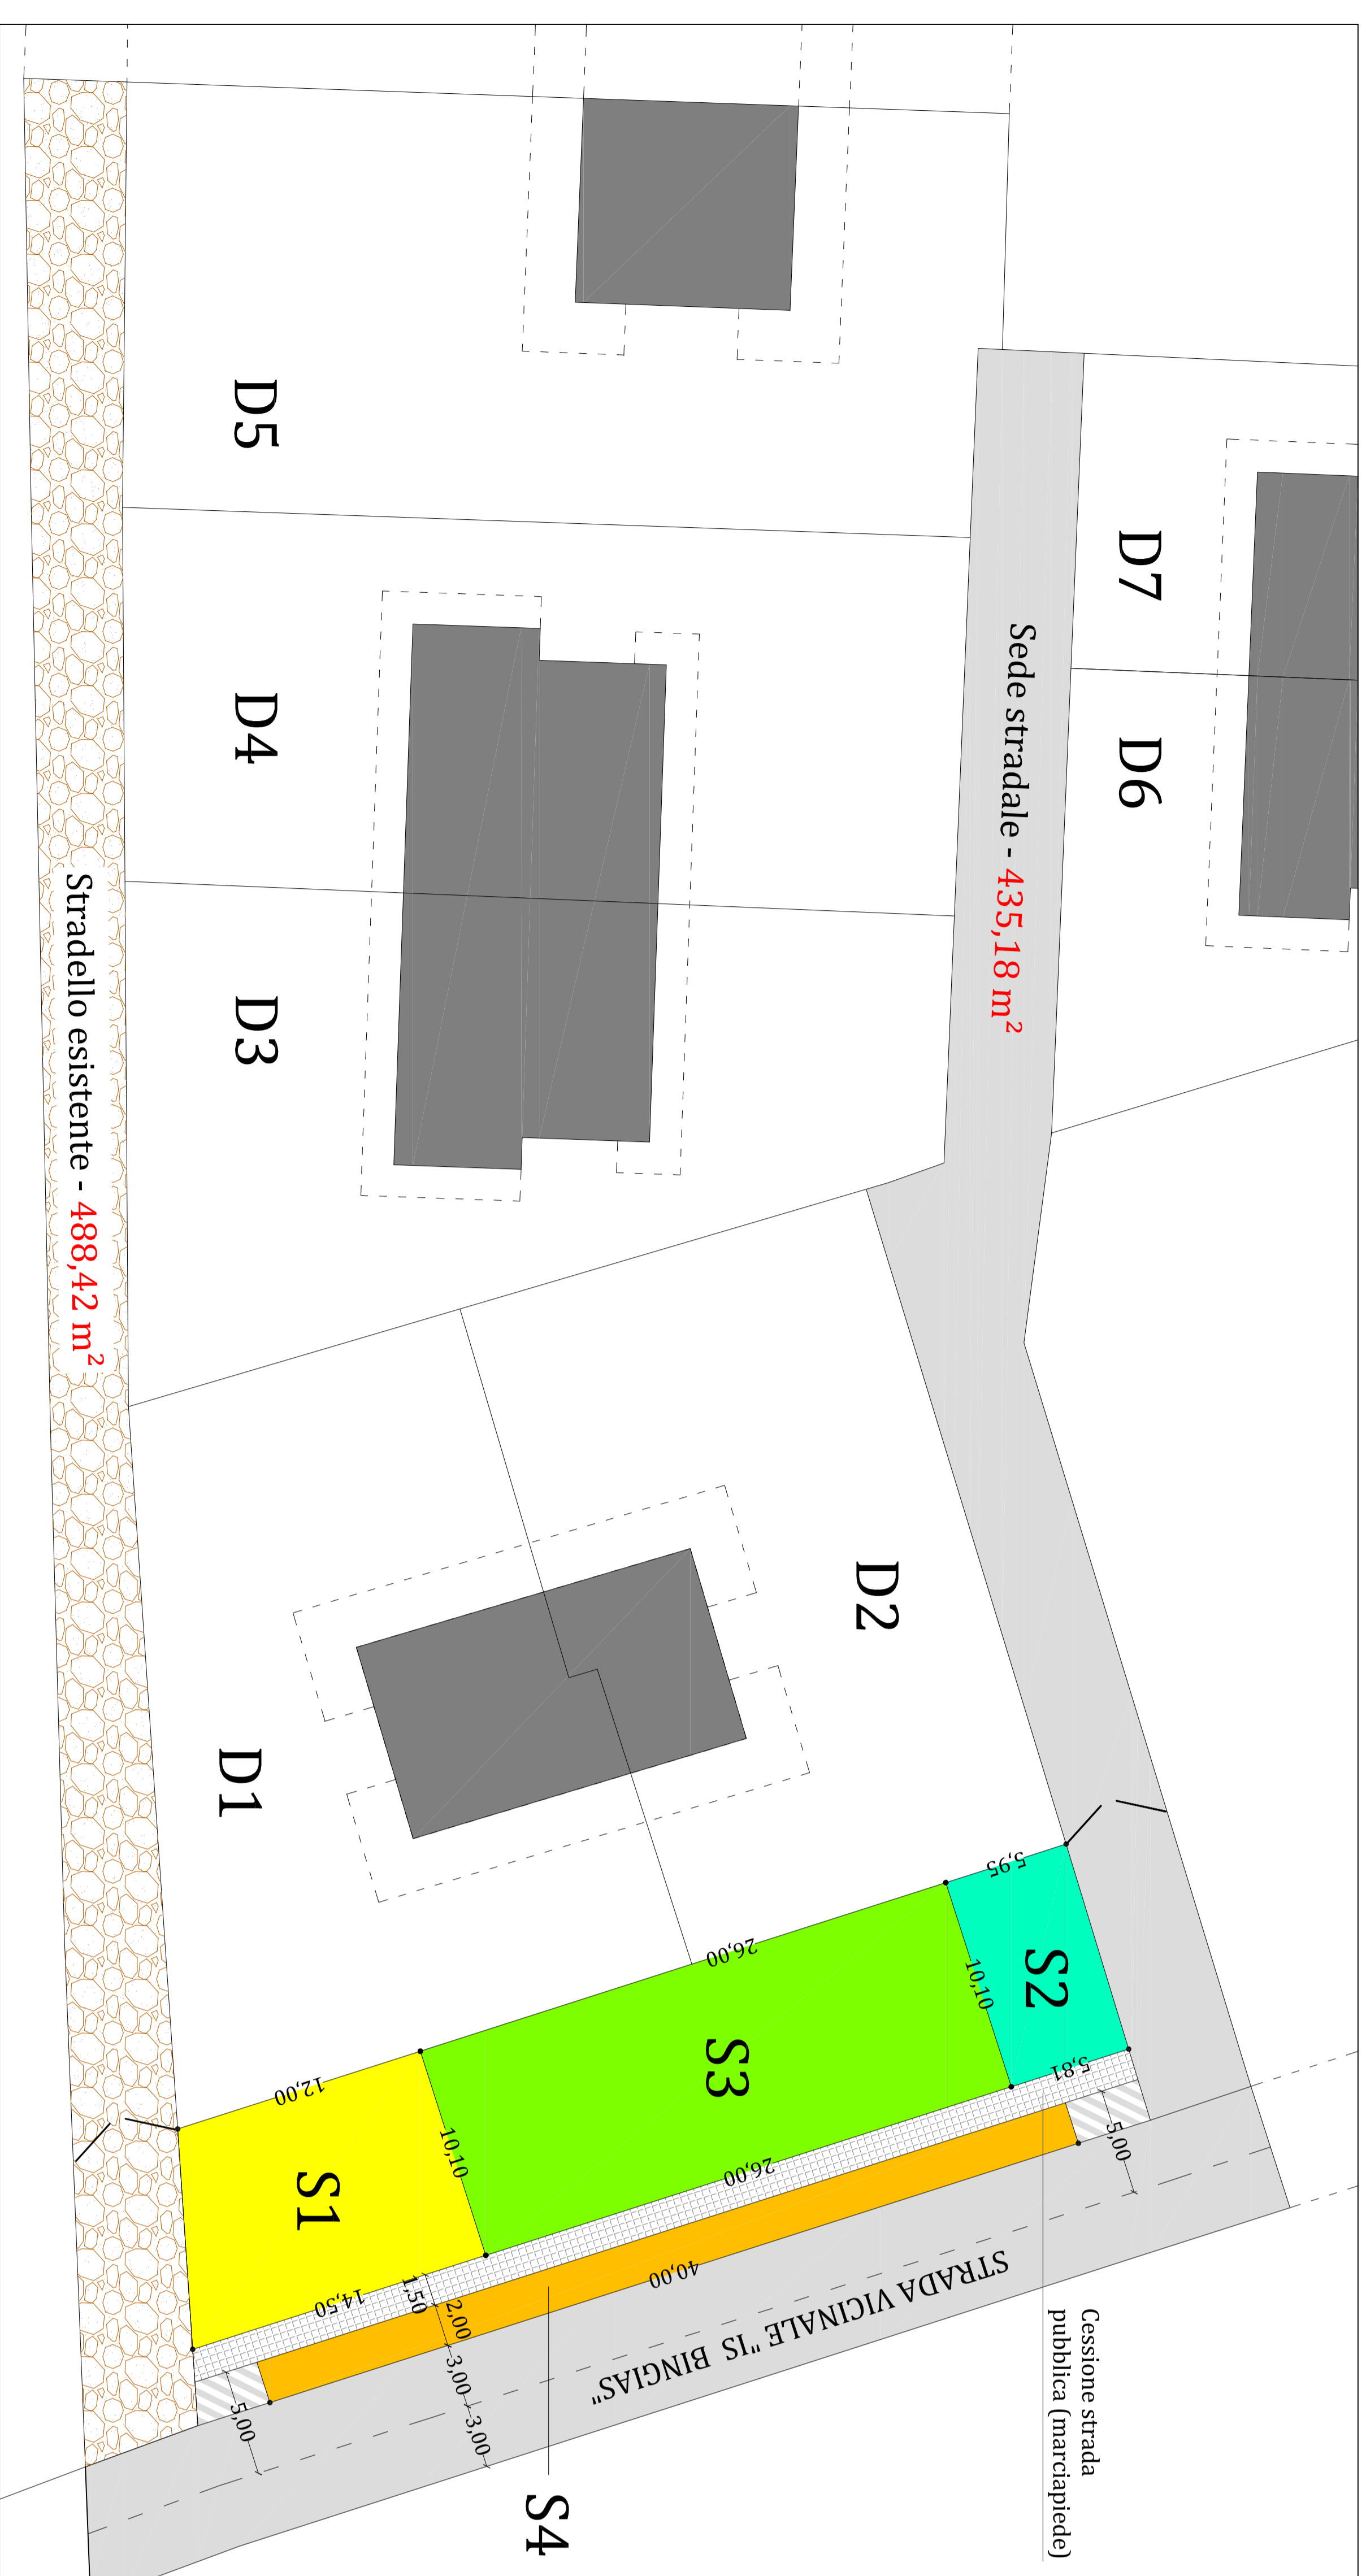 D5
D4
D3
D7
D6
Sede stradale - 435,18 m²
Stradello esistente - 488,42 m²
D2
D1
5,95
S2
10,10
5,81
26,00
S3
26,00
12,00
10,10
S1
14,50
1,50
2,00
3,00
3,00
40,00
5,00
5,00
STRADA VICINALE "IS BINGIAS"
S4
Cessione strada
pubblica (marciapiede)